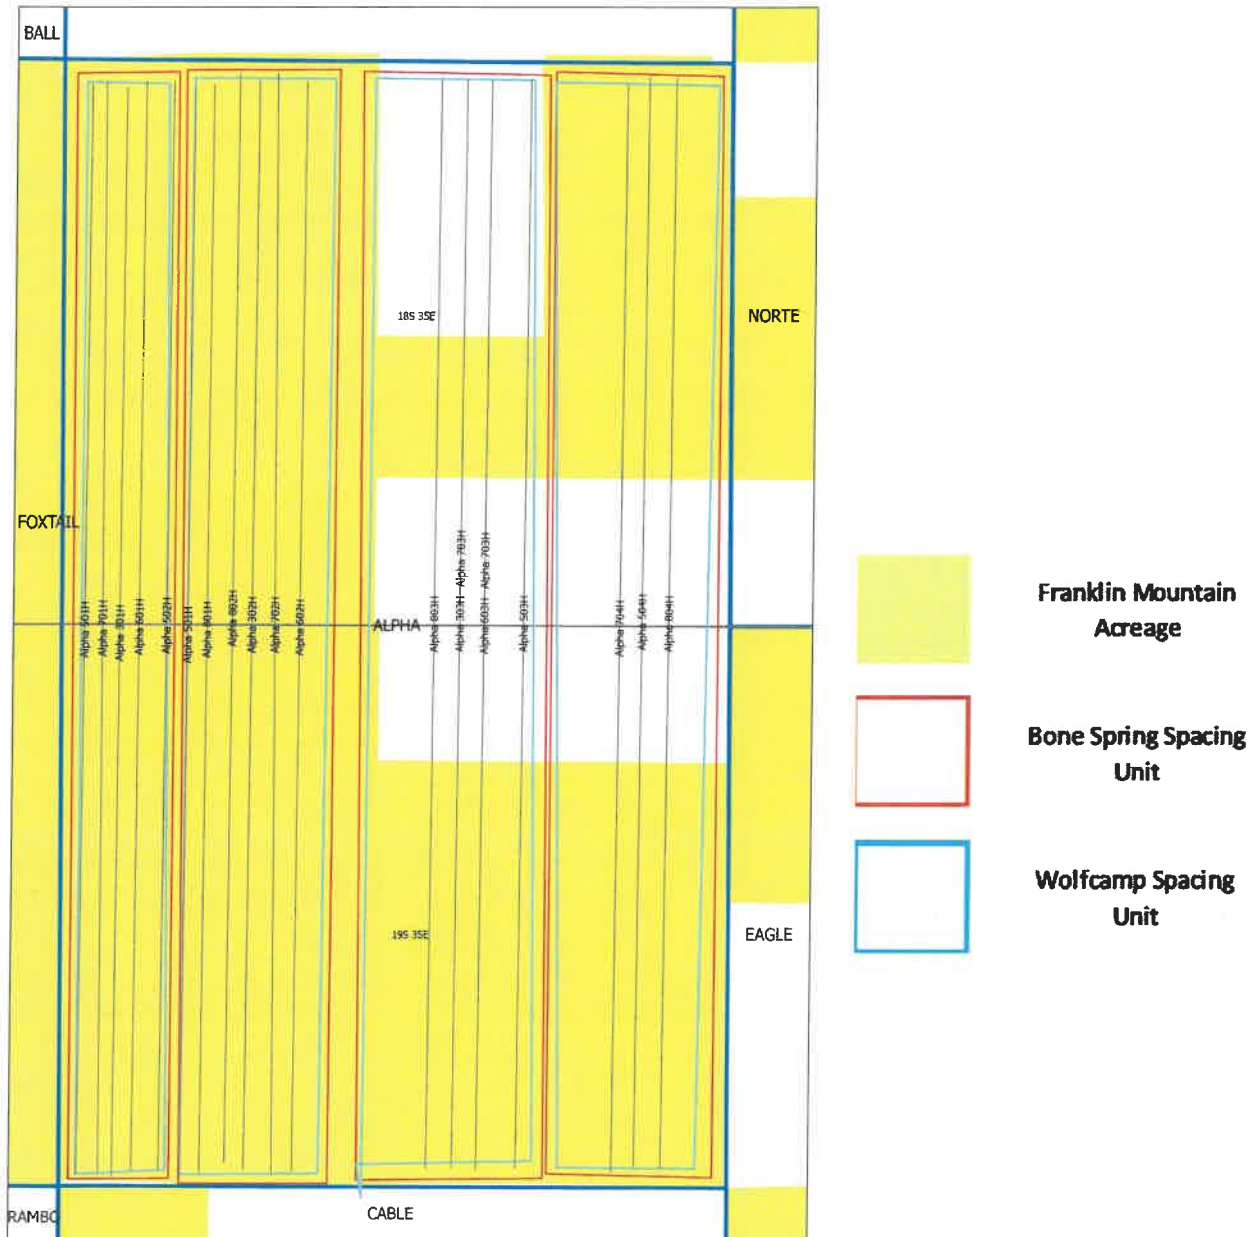 BALL
18S 35E
NORTE
FOXTAIL
Alpha 501H
Alpha 701H
Alpha 301H
Alpha 601H
Alpha 502H
Alpha 501H
Alpha 801H
Alpha 802H
Alpha 302H
Alpha 702H
Alpha 602H
ALPHA
Alpha 803H
Alpha 303H
Alpha 703H
Alpha 603H
Alpha 703H
Alpha 503H
Alpha 704H
Alpha 504H
Alpha 804H
Franklin Mountain
Acreage
Bone Spring Spacing
Unit
Wolfcamp Spacing
Unit
19S 35E
EAGLE
RAMBO
CABLE